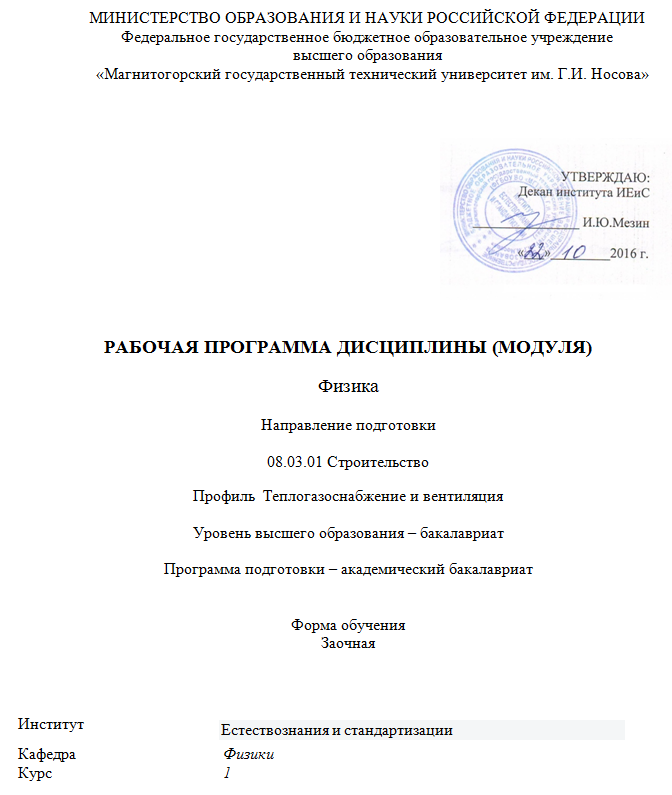 МИНИСТЕРСТВО ОБРАЗОВАНИЯ И НАУКИ РОССИЙСКОЙ ФЕДЕРАЦИИ
Федеральное государственное бюджетное образовательное учреждение
высшего образования
«Магнитогорский государственный технический университет им. Г.И. Носова»
УТВЕРЖДАЮ:
Декан института ИЕиС
И.Ю.Мезин
«22» 10 2016 г.
РАБОЧАЯ ПРОГРАММА ДИСЦИПЛИНЫ (МОДУЛЯ)
Физика
Направление подготовки
08.03.01 Строительство
Профиль Теплогазоснабжение и вентиляция
Уровень высшего образования – бакалавриат
Программа подготовки – академический бакалавриат
Форма обучения
Заочная
Институт Естествознания и стандартизации
Кафедра Физики
Курс 1